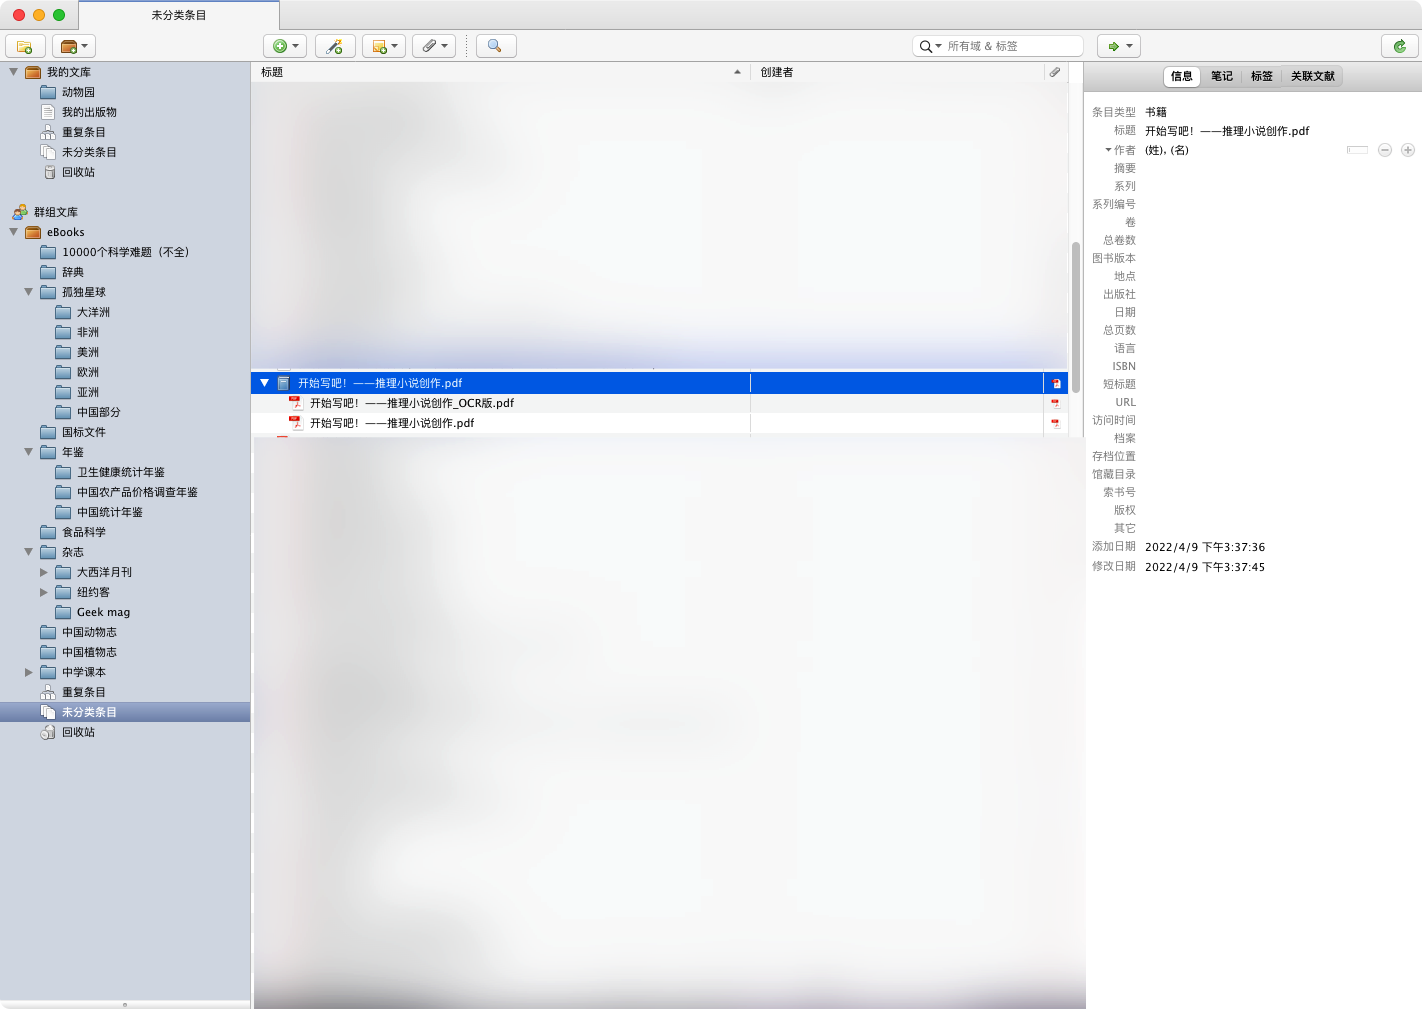 未分类条目
所有域 & 标签
我的文库
动物园
我的出版物
重复条目
未分类条目
回收站
群组文库
eBooks
10000个科学难题（不全）
辞典
孤独星球
大洋洲
非洲
美洲
欧洲
亚洲
中国部分
国标文件
年鉴
卫生健康统计年鉴
中国农产品价格调查年鉴
中国统计年鉴
食品科学
杂志
大西洋月刊
纽约客
Geek mag
中国动物志
中国植物志
中学课本
重复条目
未分类条目
回收站
标题 创建者
开始写吧！——推理小说创作.pdf
开始写吧！——推理小说创作_OCR版.pdf
开始写吧！——推理小说创作.pdf
信息 笔记 标签 关联文献
条目类型 书籍
标题 开始写吧！——推理小说创作.pdf
作者 (姓), (名)
摘要
系列
系列编号
卷
总卷数
图书版本
地点
出版社
日期
总页数
语言
ISBN
短标题
URL
访问时间
档案
存档位置
馆藏目录
索书号
版权
其它
添加日期 2022/4/9 下午3:37:36
修改日期 2022/4/9 下午3:37:45